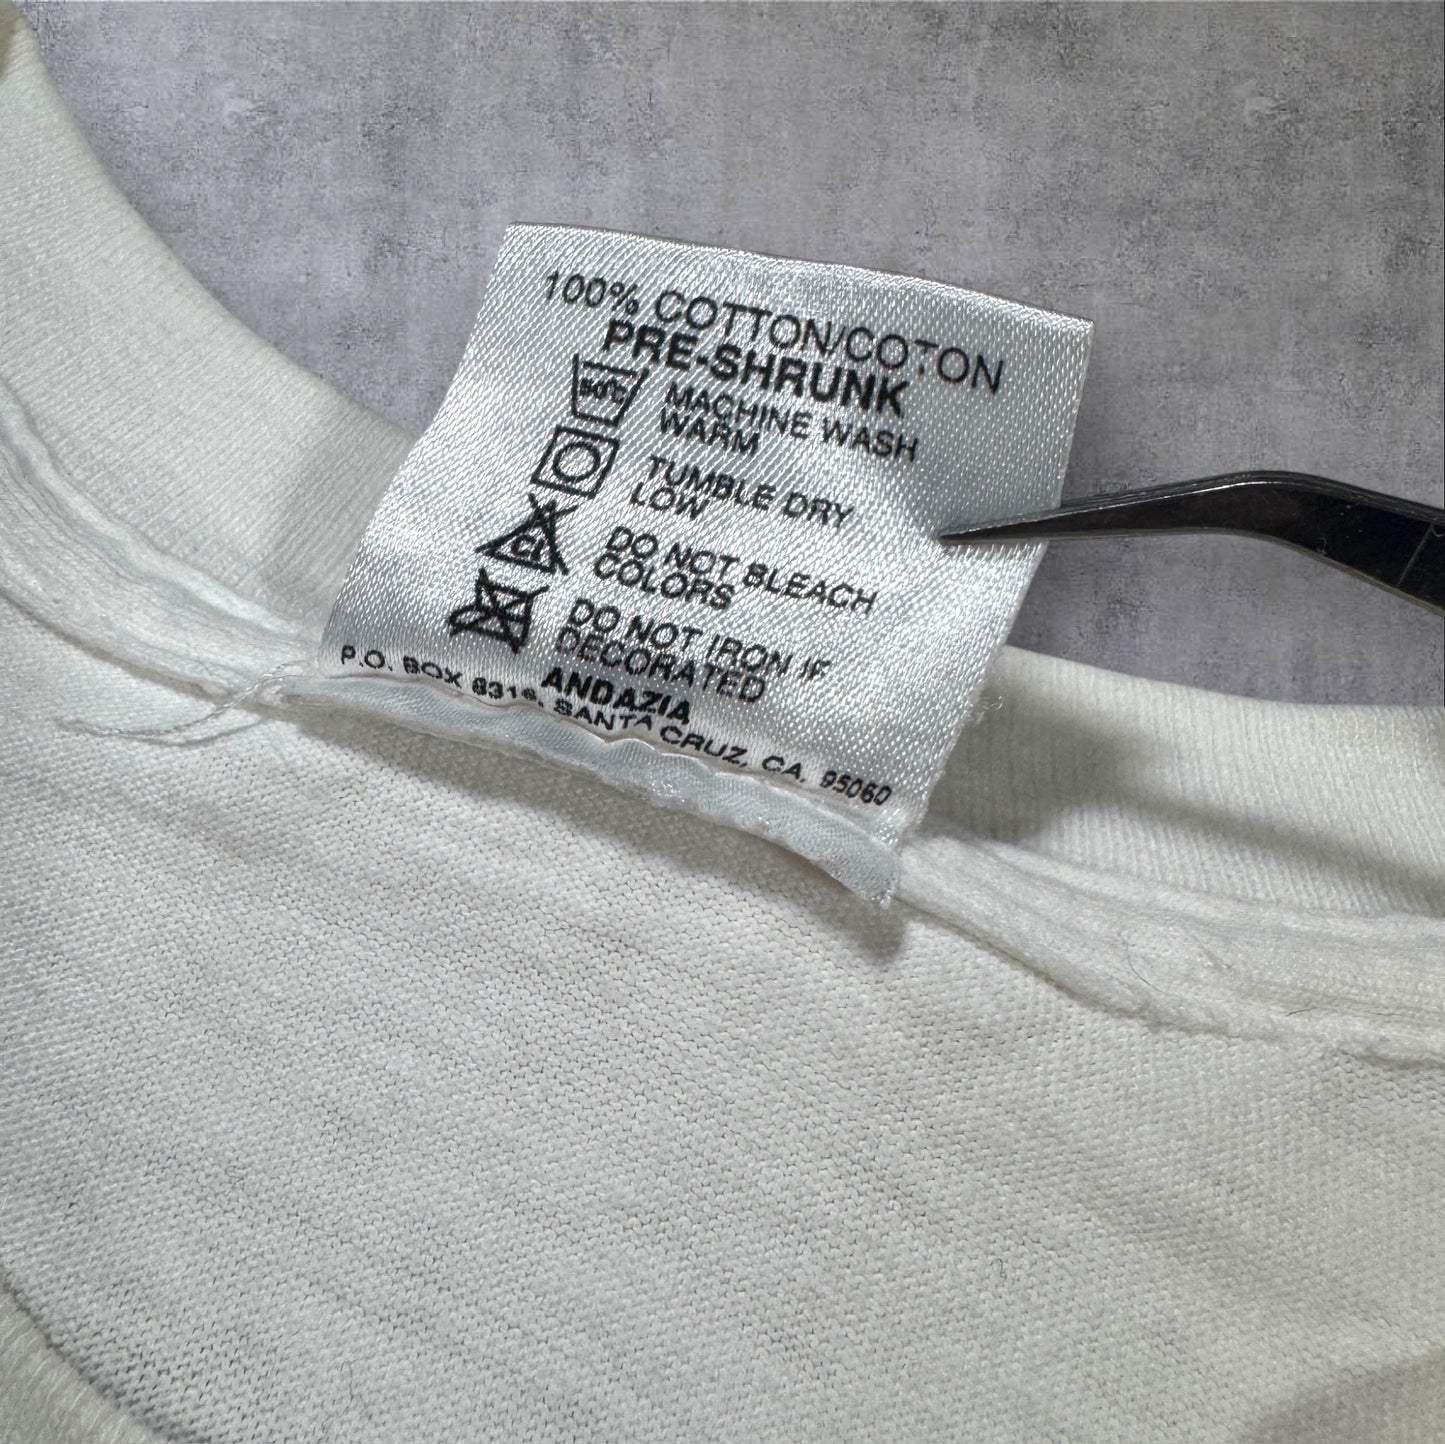 100% COTTON/COTON
PRE-SHRUNK
MACHINE WASH
WARM
TUMBLE DRY
LOW
CL
DO NOT BLEACH
COLORS
DO NOT IRON IF
DECORATED
ANDAZIA
P.O. BOX SANTA CRUZ, CA. 95060